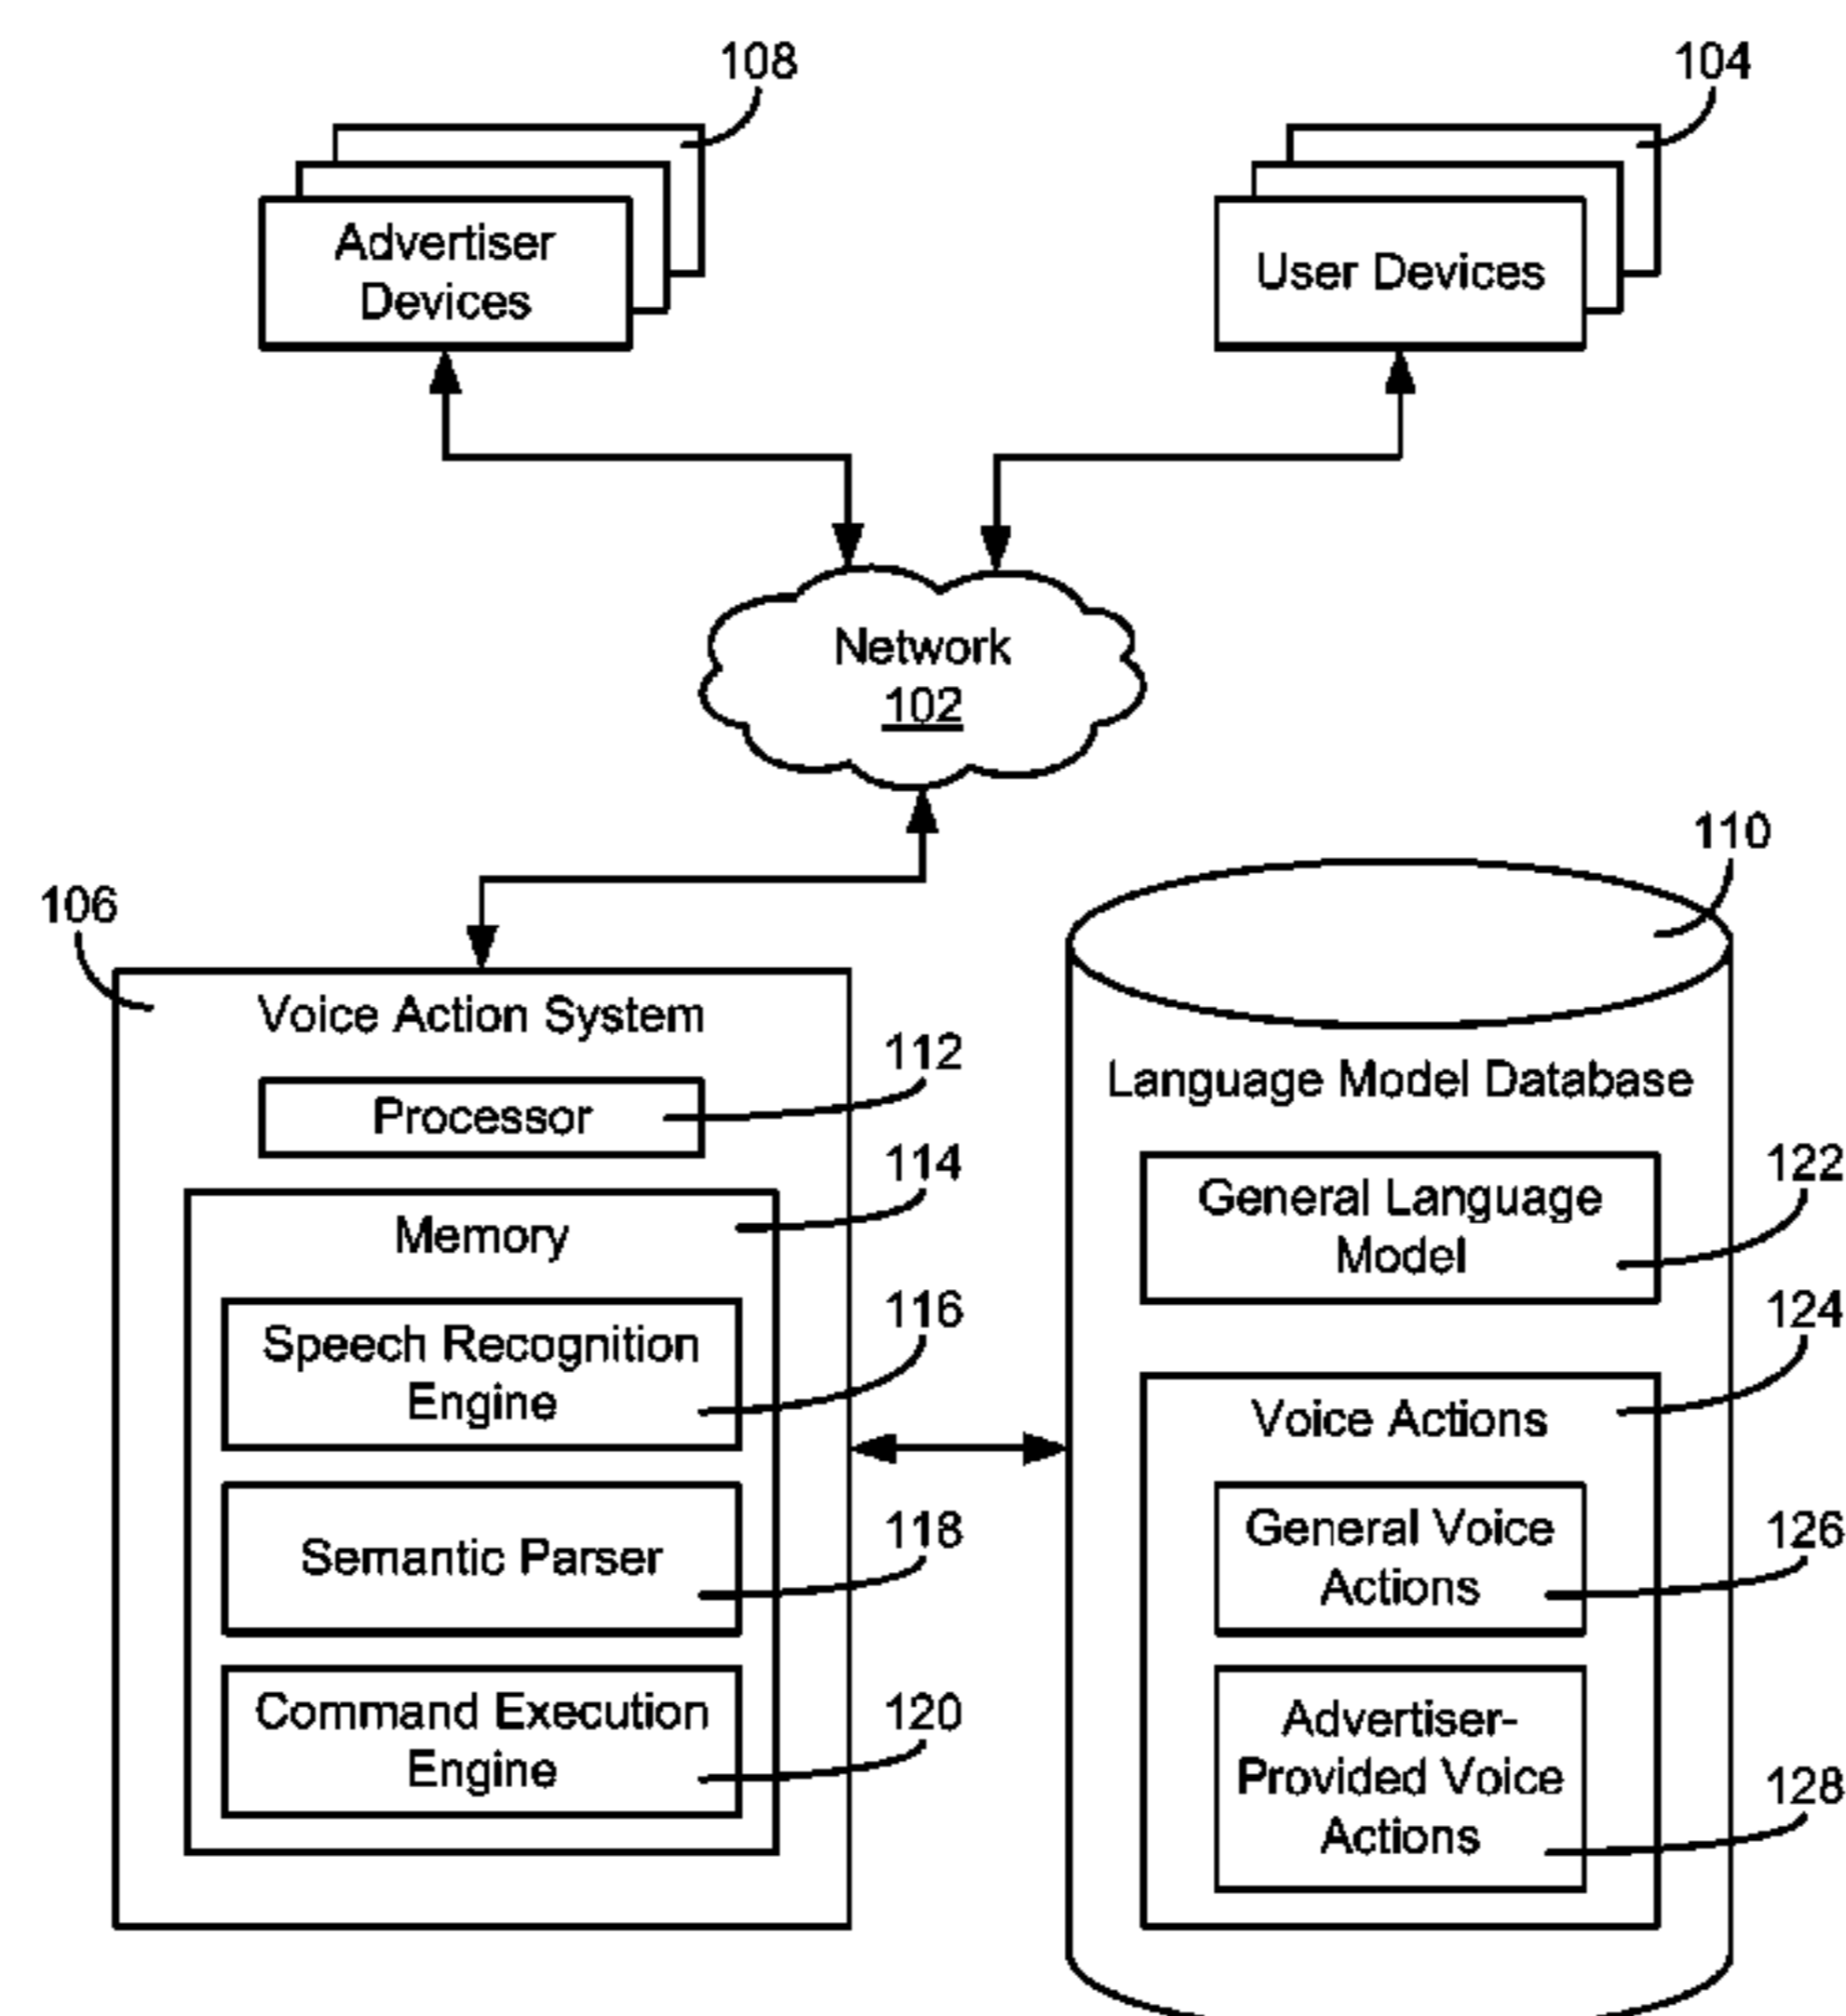 108
104
Advertiser
Devices
User Devices
Network
102
110
106
Voice Action System
112
Processor
114
Memory
116
Speech Recognition
Engine
118
Semantic Parser
120
Command Execution
Engine
Language Model Database
122
General Language
Model
124
Voice Actions
126
General Voice
Actions
128
Advertiser-
Provided Voice
Actions